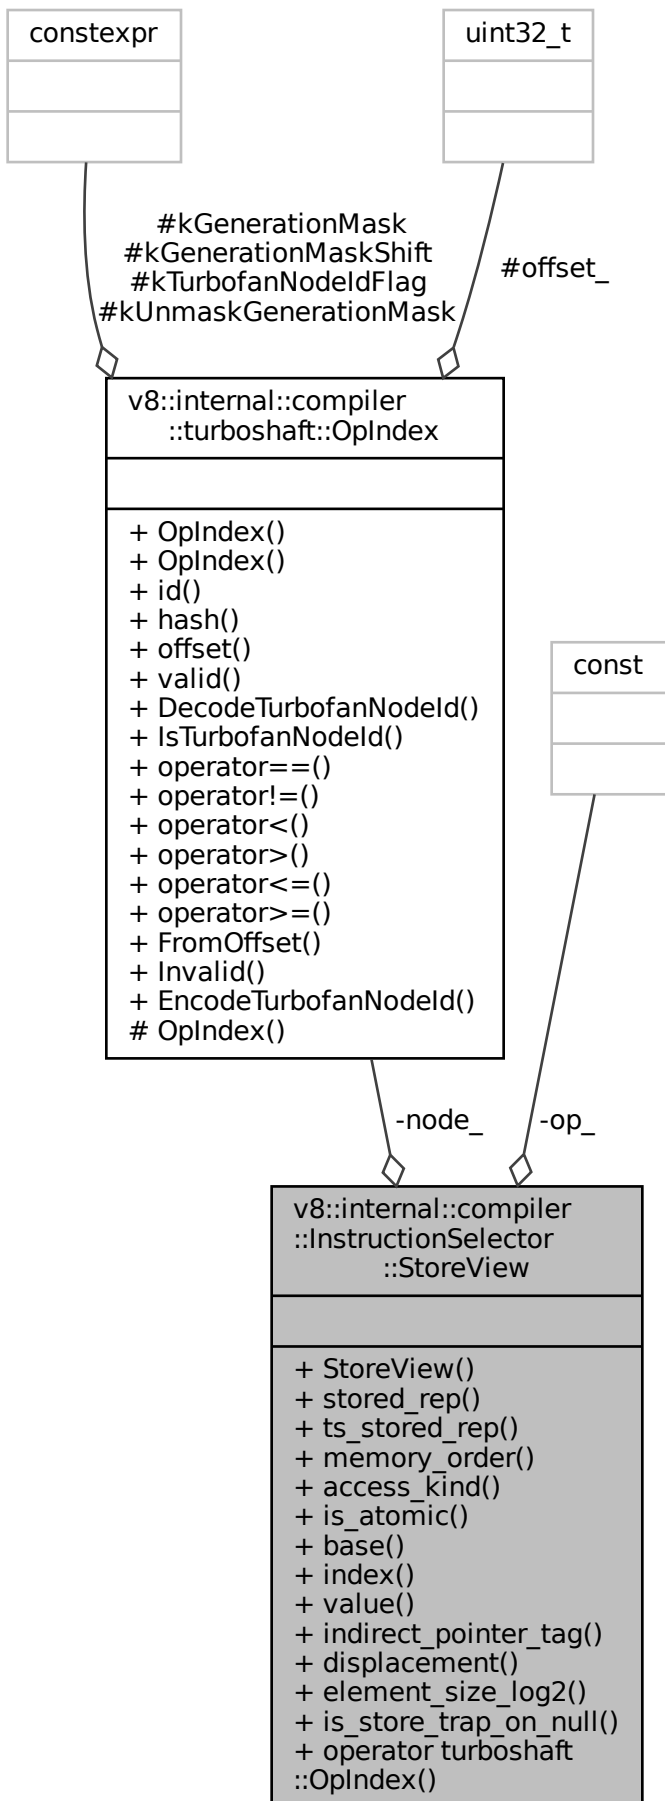 constexpr
uint32_t
#kGenerationMask
#kGenerationMaskShift
#kTurbofanNodeIdFlag
#kUnmaskGenerationMask
#offset_
v8::internal::compiler
::turboshaft::OpIndex
+ OpIndex()
+ OpIndex()
+ id()
+ hash()
+ offset()
+ valid()
+ DecodeTurbofanNodeId()
+ IsTurbofanNodeId()
+ operator==()
+ operator!=()
+ operator<()
+ operator>()
+ operator<=()
+ operator>=()
+ FromOffset()
+ Invalid()
+ EncodeTurbofanNodeId()
# OpIndex()
const
-node_
-op_
v8::internal::compiler
::InstructionSelector
::StoreView
+ StoreView()
+ stored_rep()
+ ts_stored_rep()
+ memory_order()
+ access_kind()
+ is_atomic()
+ base()
+ index()
+ value()
+ indirect_pointer_tag()
+ displacement()
+ element_size_log2()
+ is_store_trap_on_null()
+ operator turboshaft
::OpIndex()